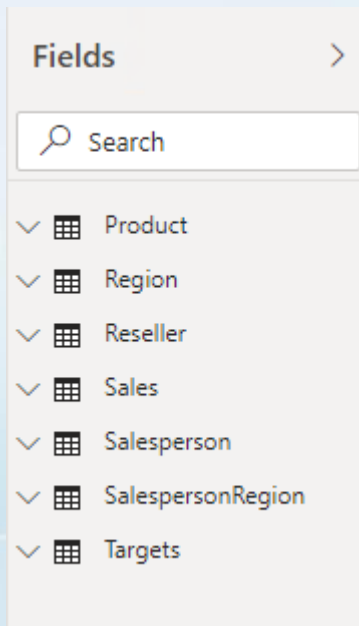 Fields
Search
Product
Region
Reseller
Sales
Salesperson
SalespersonRegion
Targets